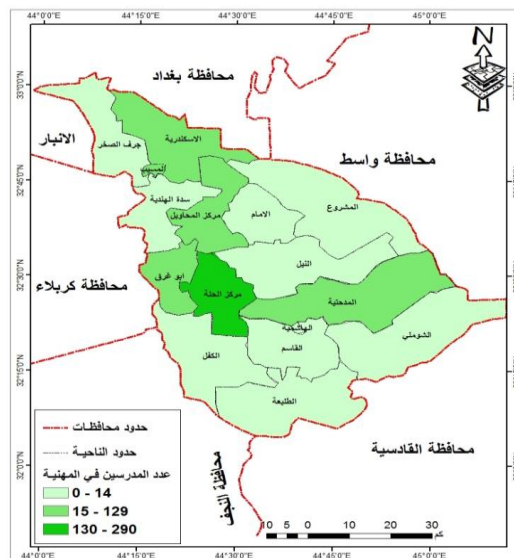 44°0'0"E 44°15'0"E 44°30'0"E 44°45'0"E 45°0'0"E
N
محافظة بغداد
33°0'0"N
الاسكندرية
الانبار
جرف الصخر
محافظة واسط
المسيب
32°45'0"N
سدة الهندية
المشروع
الامام
مركز المحاويل
النيل
32°30'0"N
ابو غرق
محافظة كربلاء
مركز الحلة
المدحتية
الهاشمية
الشوملي
القاسم
الكفل
32°15'0"N
الطليعة
حدود محافظات
حدود الناحية
محافظة القادسية
عدد المدرسين في المهنية
32°0'0"N
0 - 14
محافظة النجف
15 - 129
130 - 290
10 5 0 10 20 30
كم
44°0'0"E 44°15'0"E 44°30'0"E 44°45'0"E 45°0'0"E